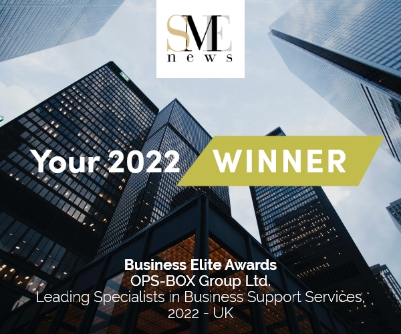 SME
news
Your 2022 WINNER
Business Elite Awards
OPS-BOX Group Ltd.
Leading Specialists in Business Support Services,
2022 - UK